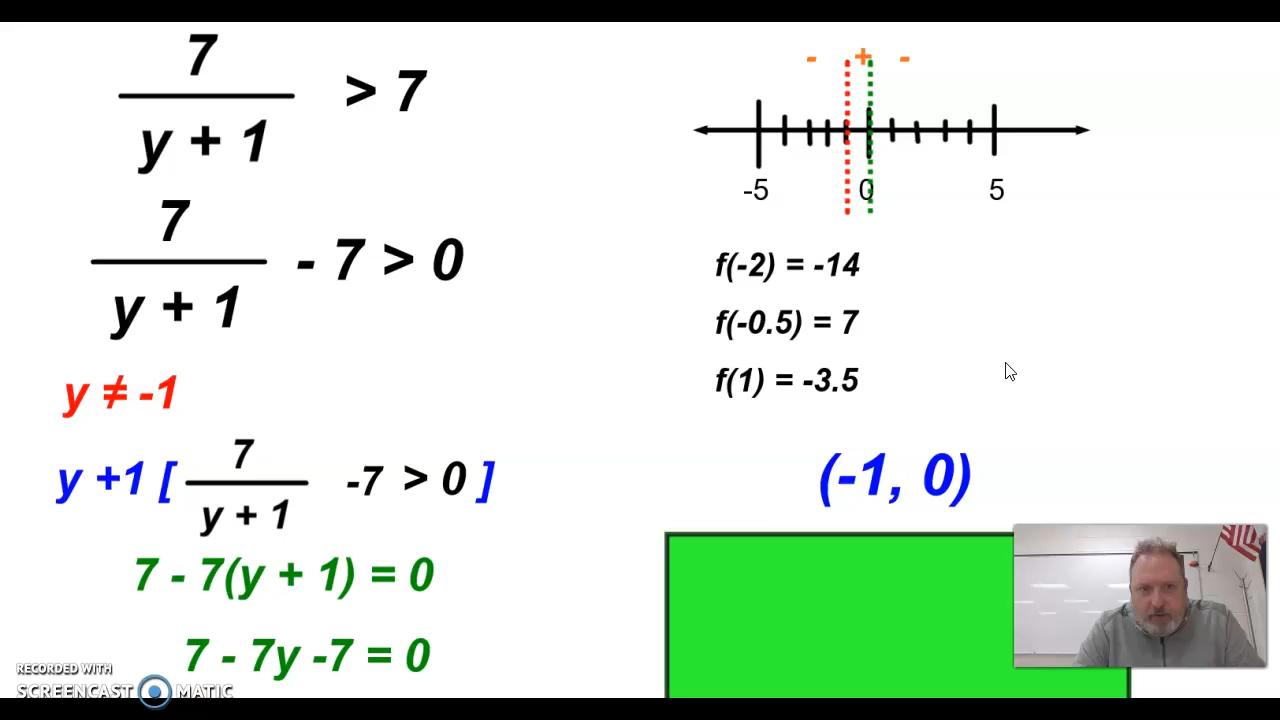 7
y + 1
> 7
7
y + 1
- 7 > 0
y ≠ -1
y +1 [
7
y + 1
-7 > 0 ]
7 - 7(y + 1) = 0
7 - 7y -7 = 0
- + -
-5 0 5
f(-2) = -14
f(-0.5) = 7
f(1) = -3.5
(-1, 0)
RECORDED WITH
SCREENCAST MATIC